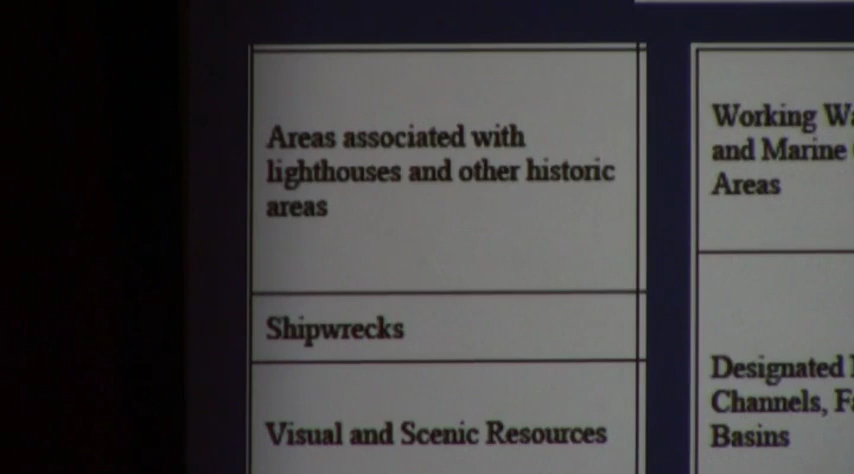 Areas associated with
lighthouses and other historic
areas
Shipwrecks
Visual and Scenic Resources
Working
and Marine
Areas
Designated
Channels,
Basins